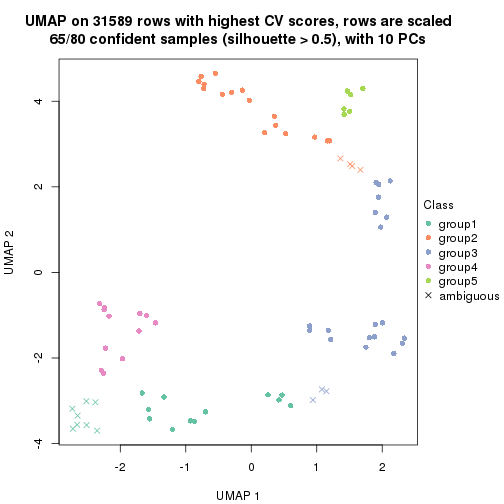 UMAP on 31589 rows with highest CV scores, rows are scaled
65/80 confident samples (silhouette > 0.5), with 10 PCs
4
2
0
-2
-4
UMAP 2
-2
-1
0
1
2
UMAP 1
Class
group1
group2
group3
group4
group5
ambiguous